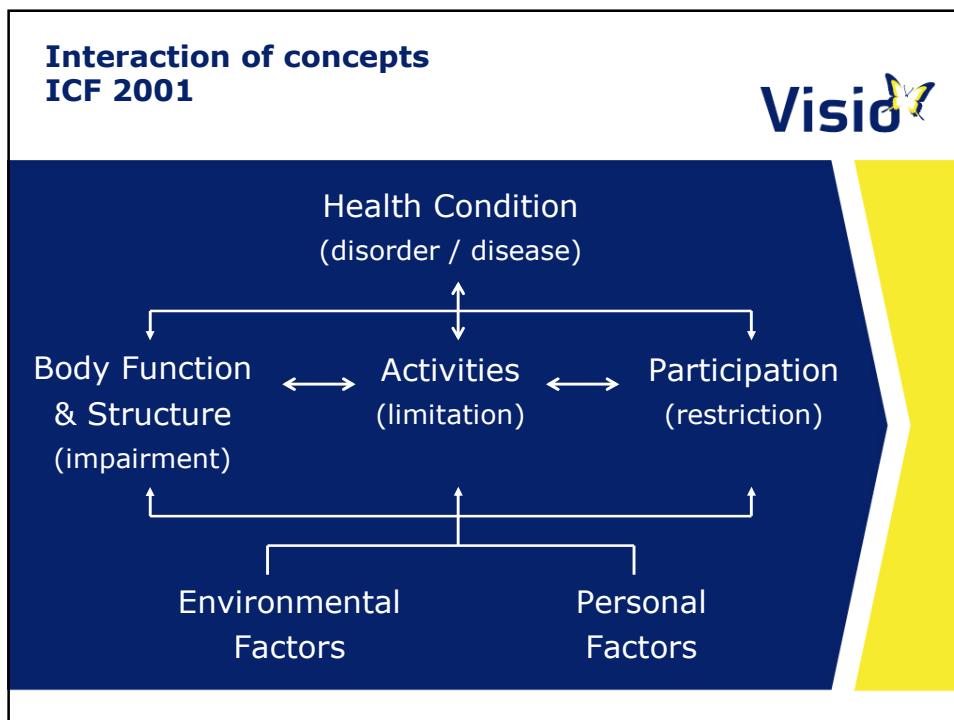 Interaction of concepts
ICF 2001
Visio
Health Condition
(disorder / disease)
Body Function
& Structure
(impairment)
Activities
(limitation)
Participation
(restriction)
Environmental
Factors
Personal
Factors